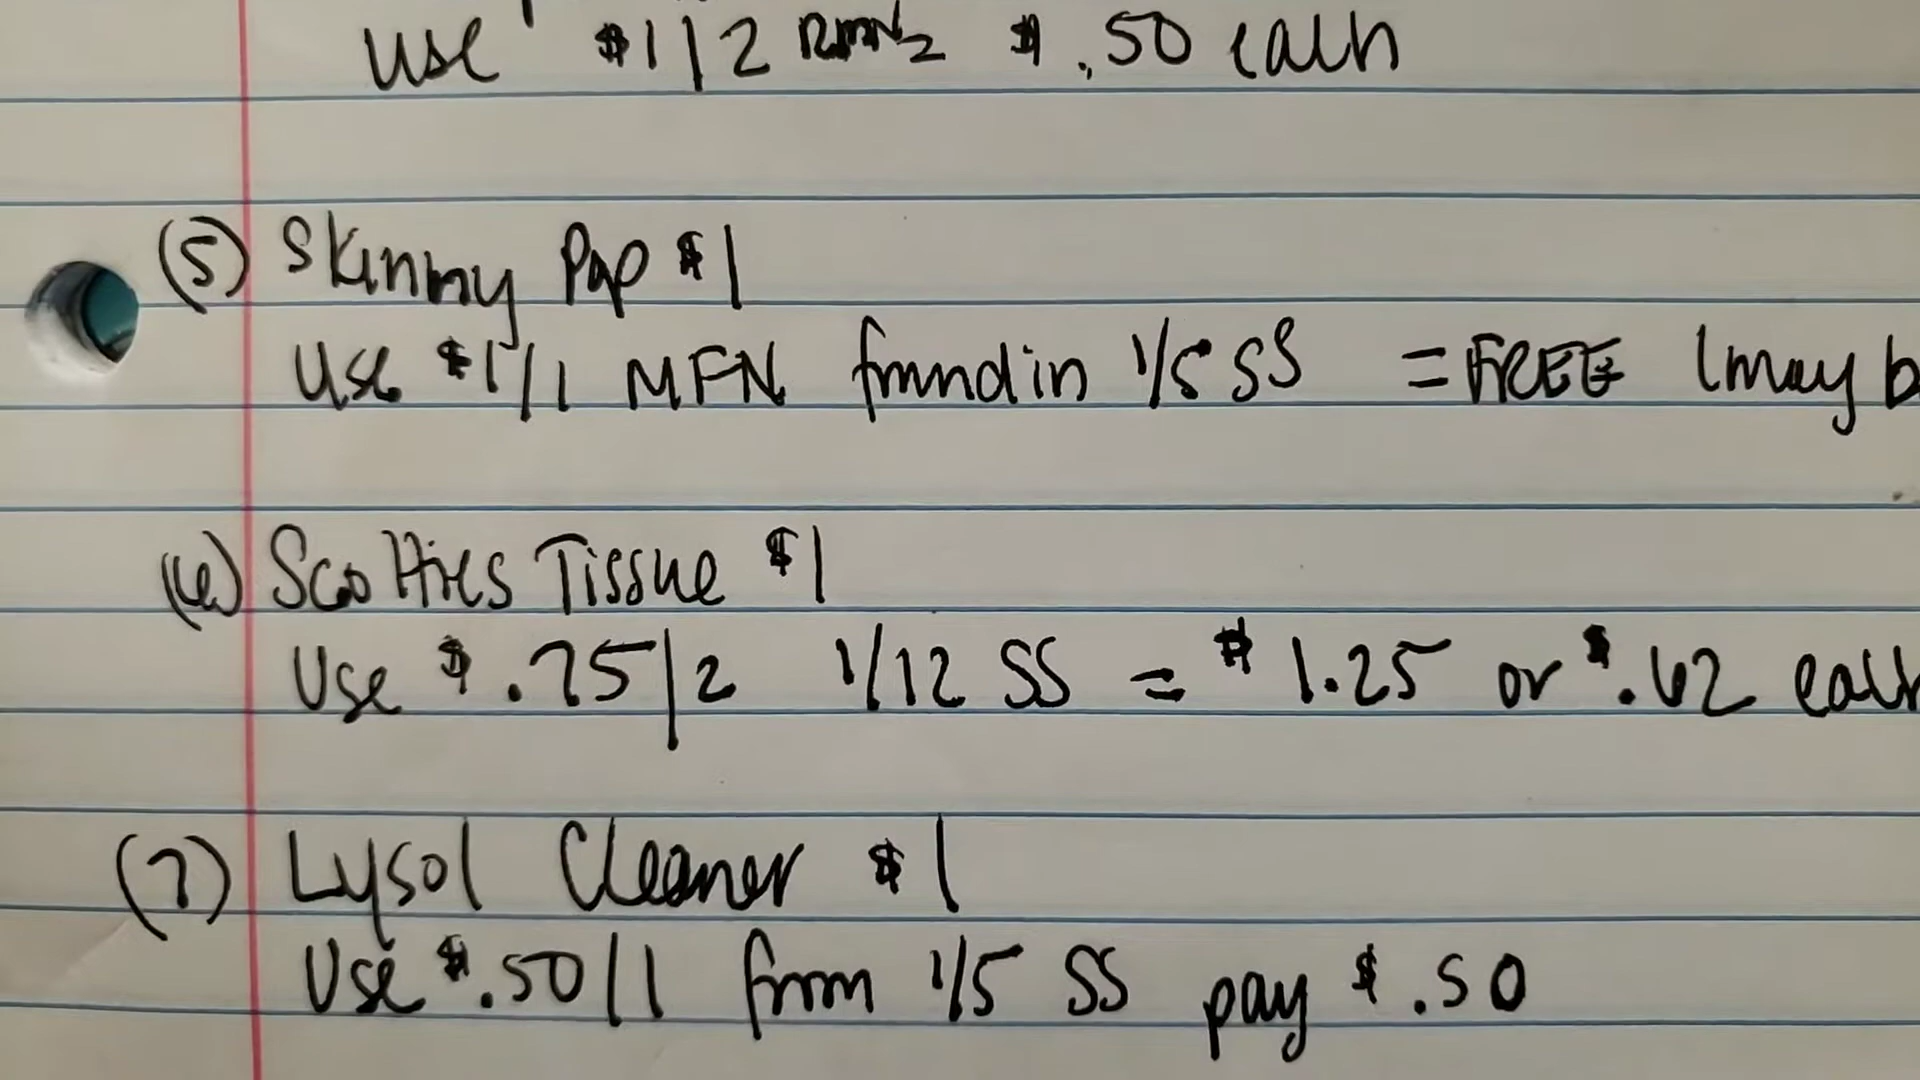 use $1/2 RMN2 $.50 each
(5) Skinny Pop $1
Use $1/1 MFN found in 1/5 SS = FREE (may b
(6) Scotties Tissue $1
Use $.75/2 1/12 SS = $1.25 or $.62 each
(7) Lysol Cleaner $1
Use $.50/1 from 1/5 SS pay $.50